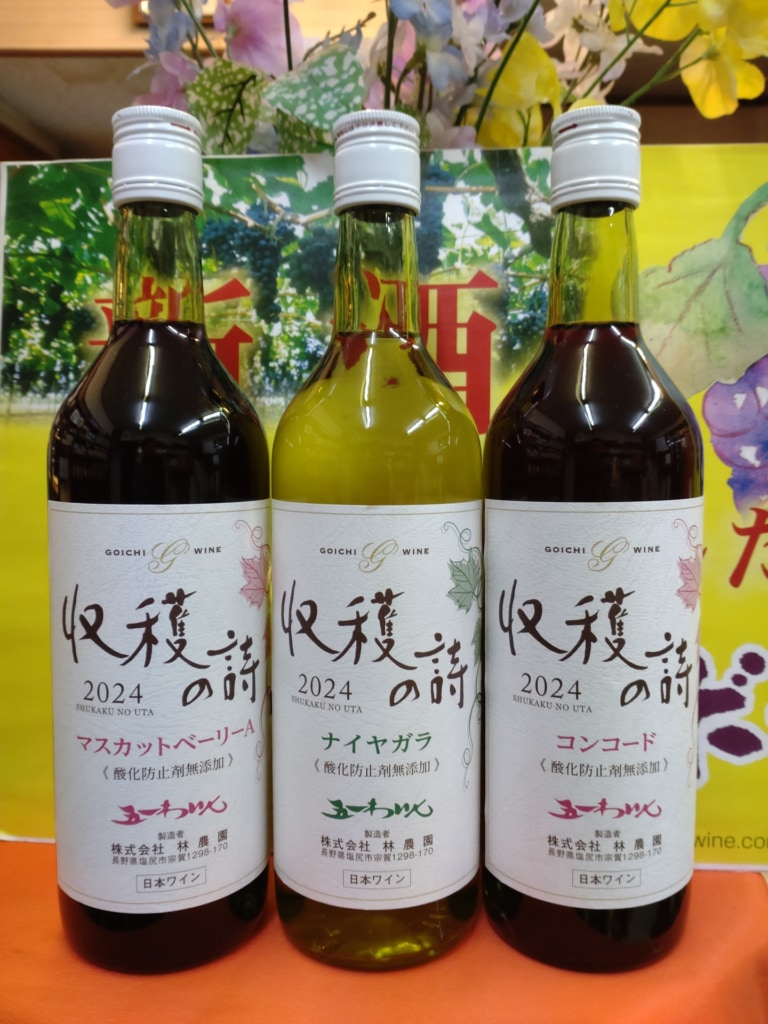 新酒
GOICHI G WINE
収穫
の詩
2024
SHUKAKU NO UTA
マスカットベーリーA
《酸化防止剤無添加》
五一わいん
製造者
株式会社 林農園
長野県塩尻市宗賀1298-170
日本ワイン
GOICHI G WINE
収穫
の詩
2024
SHUKAKU NO UTA
ナイヤガラ
《酸化防止剤無添加》
五一わいん
製造者
株式会社 林農園
長野県塩尻市宗賀1298-170
日本ワイン
GOICHI G WINE
収穫
の詩
2024
SHUKAKU NO UTA
コンコード
《酸化防止剤無添加》
五一わいん
製造者
株式会社 林農園
長野県塩尻市宗賀1298-170
日本ワイン
した
wine.co